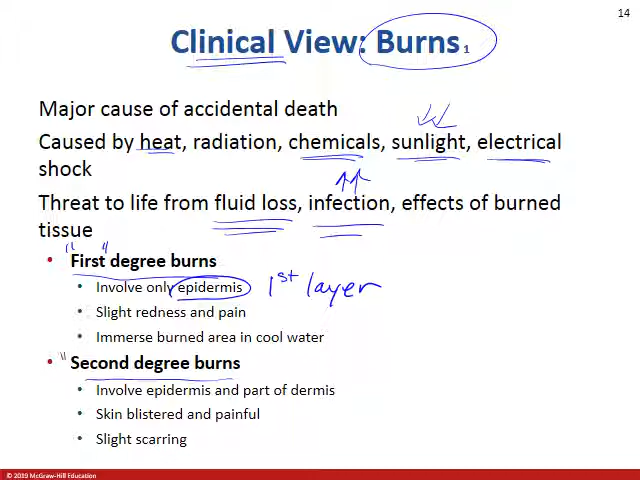 14
Clinical View: Burns 1
Major cause of accidental death
Caused by heat, radiation, chemicals, sunlight, electrical
shock
Threat to life from fluid loss, infection, effects of burned
tissue
• First degree burns
• Involve only epidermis 1st layer
• Slight redness and pain
• Immerse burned area in cool water
• Second degree burns
• Involve epidermis and part of dermis
• Skin blistered and painful
• Slight scarring
© 2019 McGraw-Hill Education